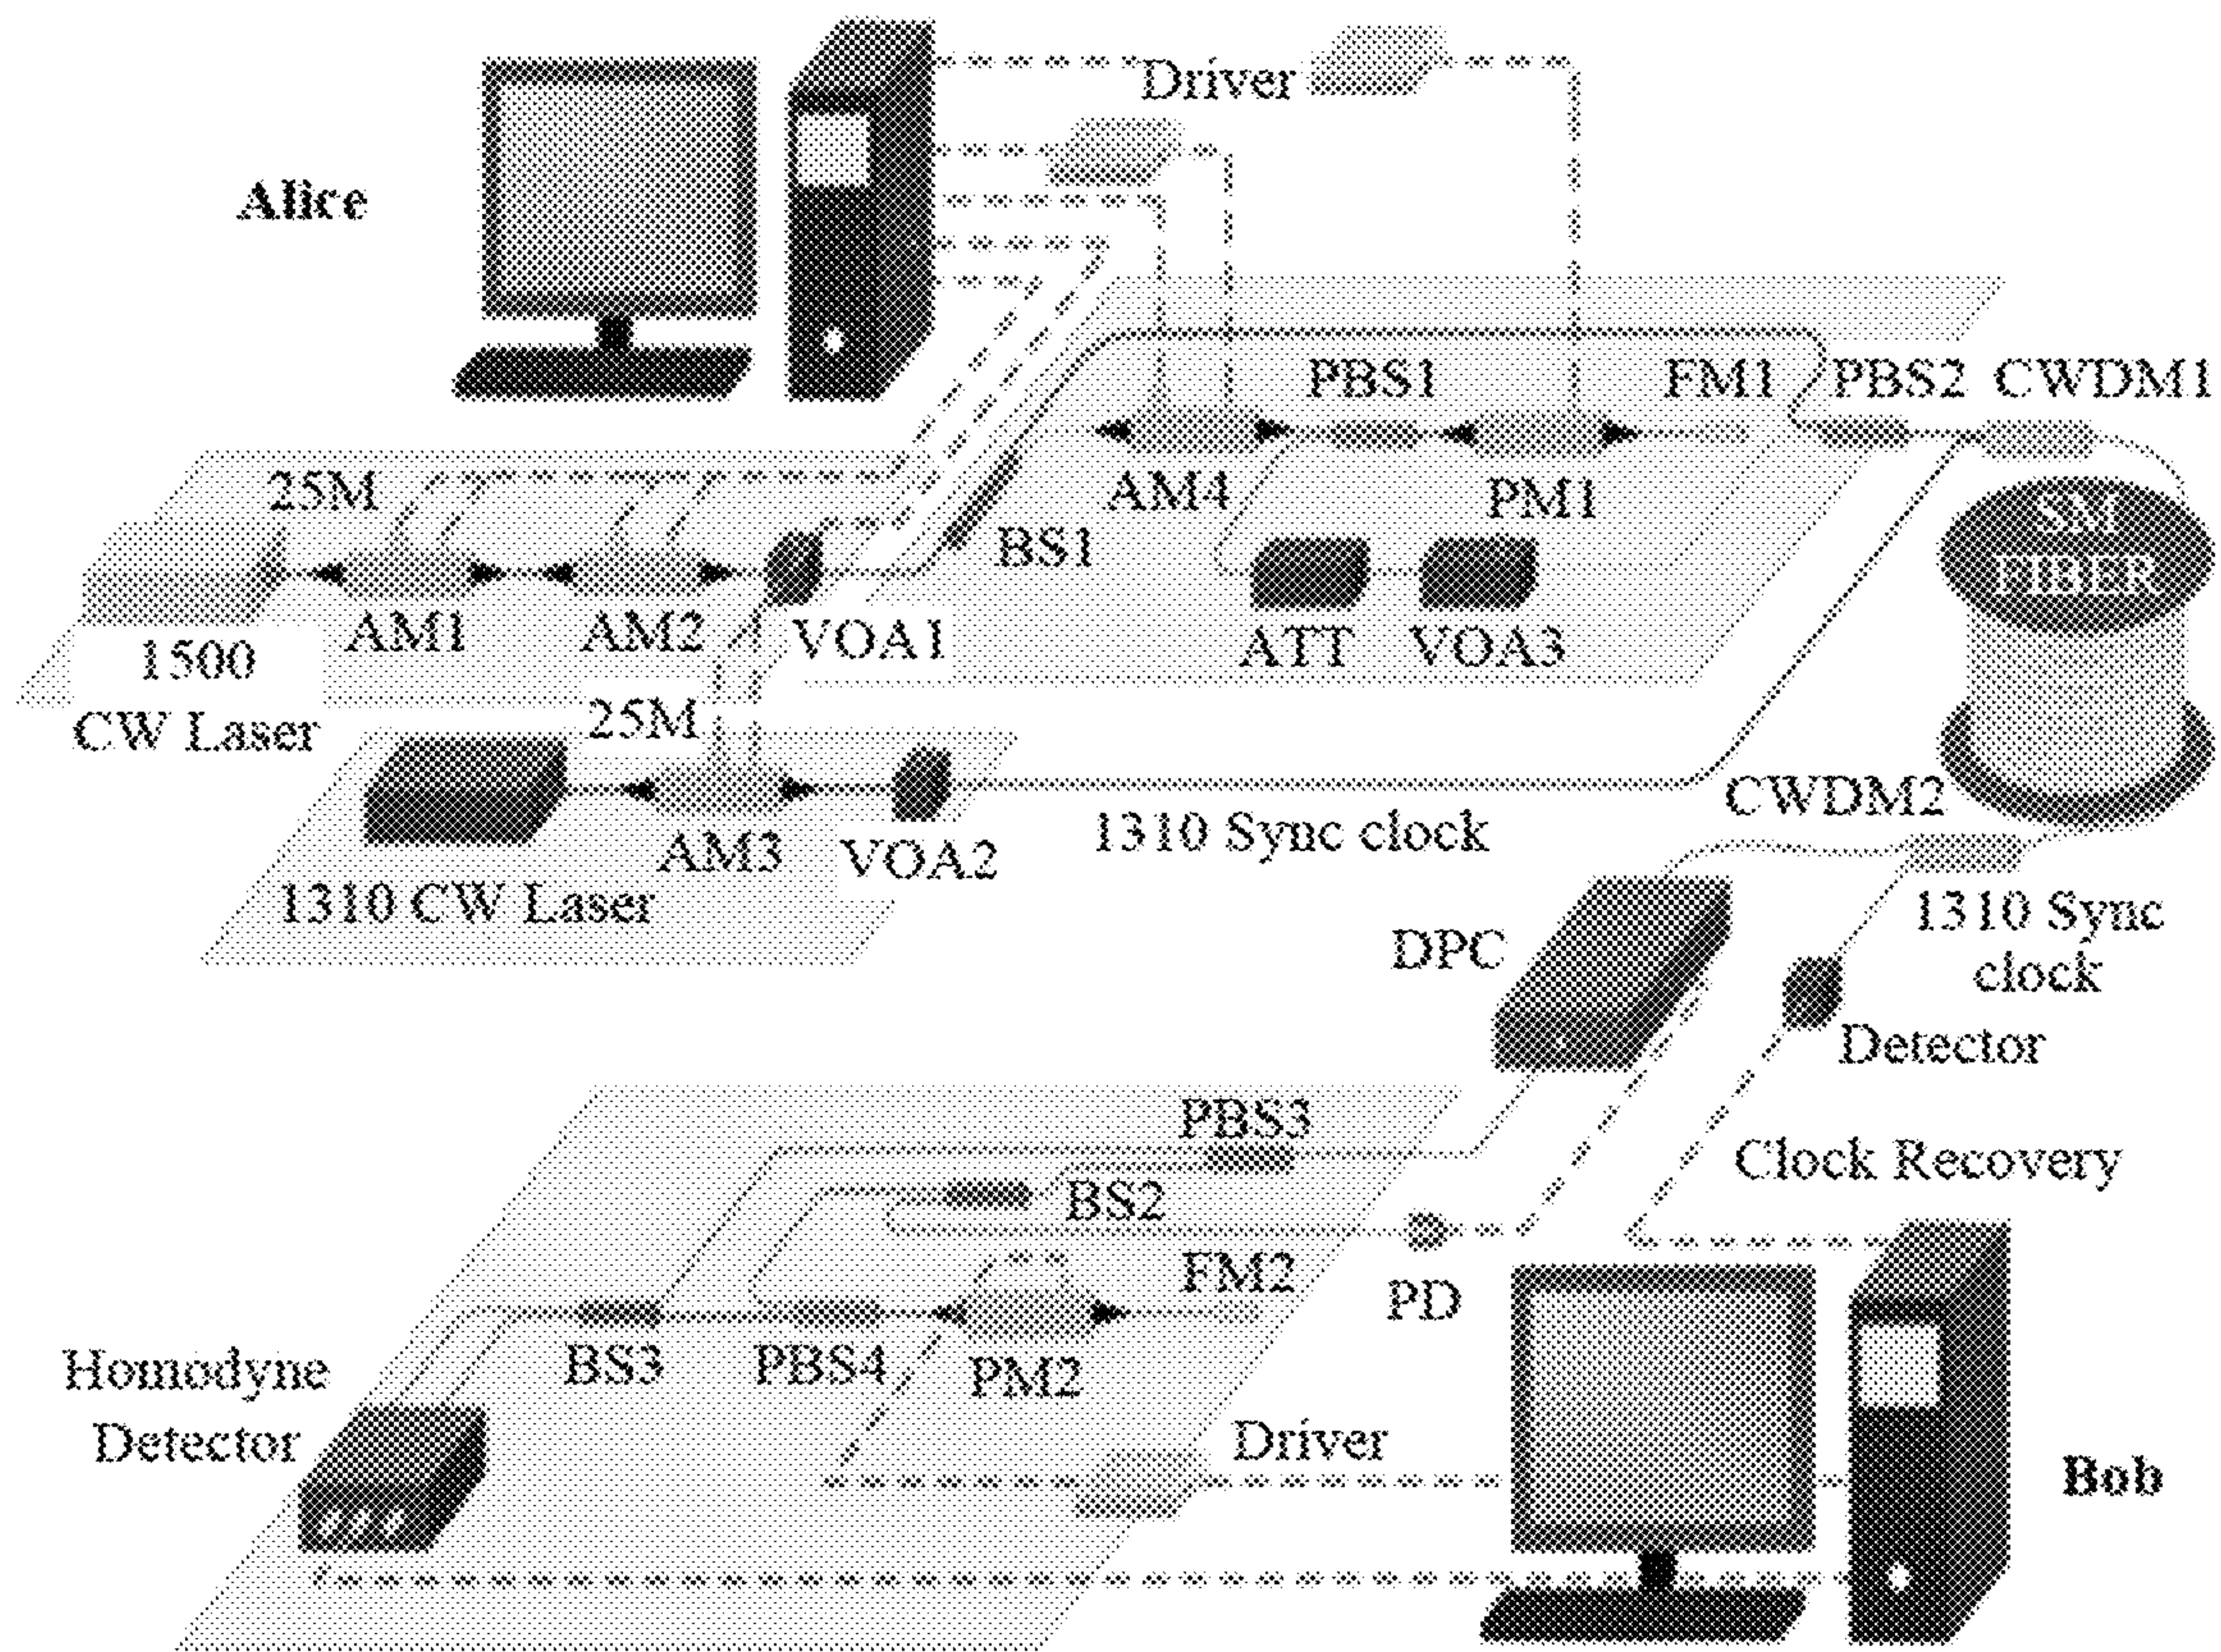 Driver
Alice
PBS1
FM1
PBS2
CWDM1
25M
AM4
PM1
SM
FIBER
BS1
AM1
AM2
VOA1
ATT
VOA3
1500
CW Laser
25M
CWDM2
1310 Sync clock
AM3
VOA2
1310 CW Laser
1310 Sync
clock
DPC
Detector
PBS3
Clock Recovery
BS2
FM2
PD
Homodyne
Detector
BS3
PBS4
PM2
Driver
Bob